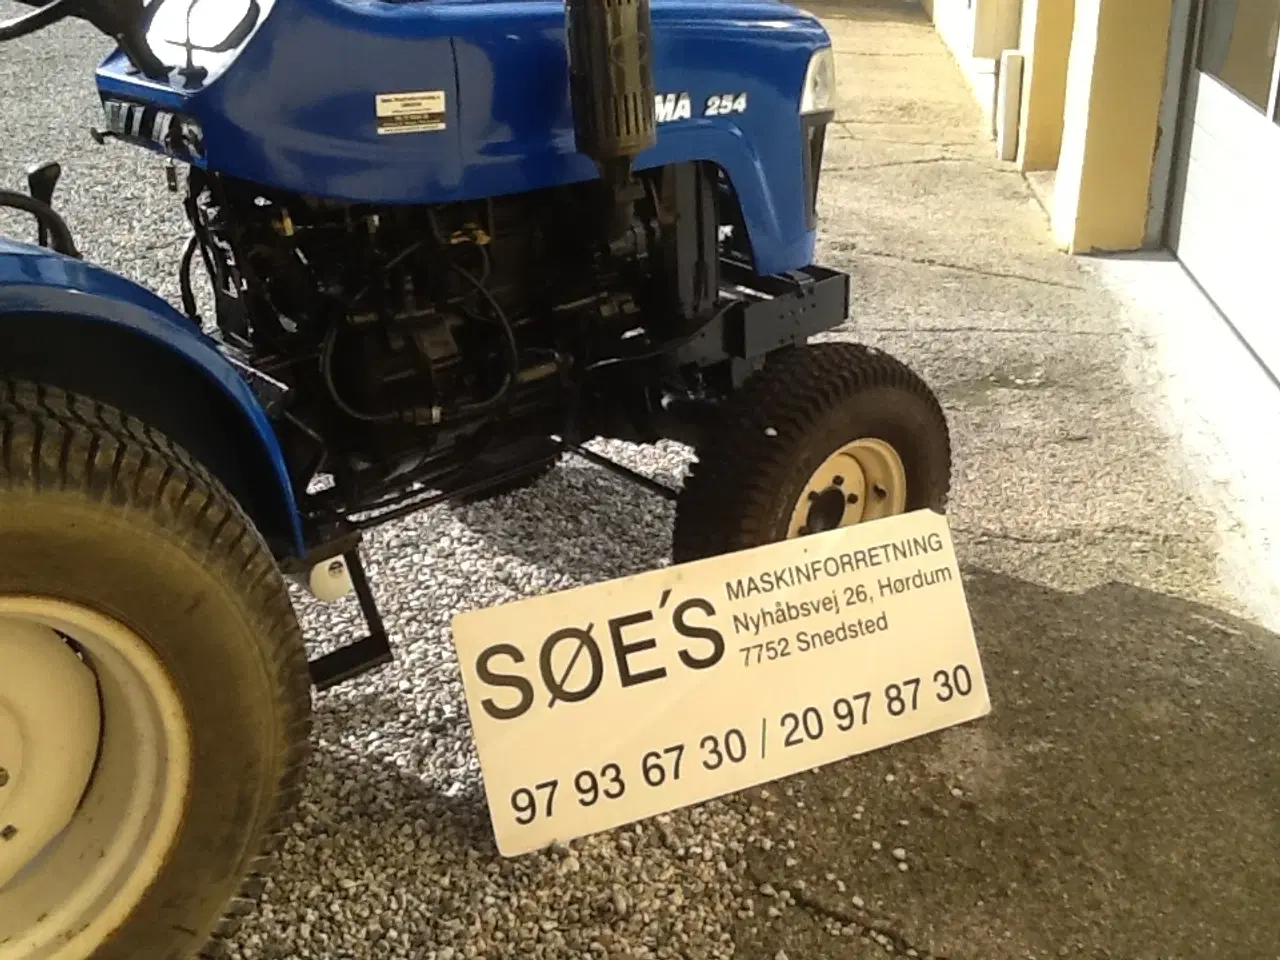 MA 254
SØE'S
MASKINFORRETNING
Nyhåbsvej 26, Hørdum
7752 Snedsted
97 93 67 30 / 20 97 87 30